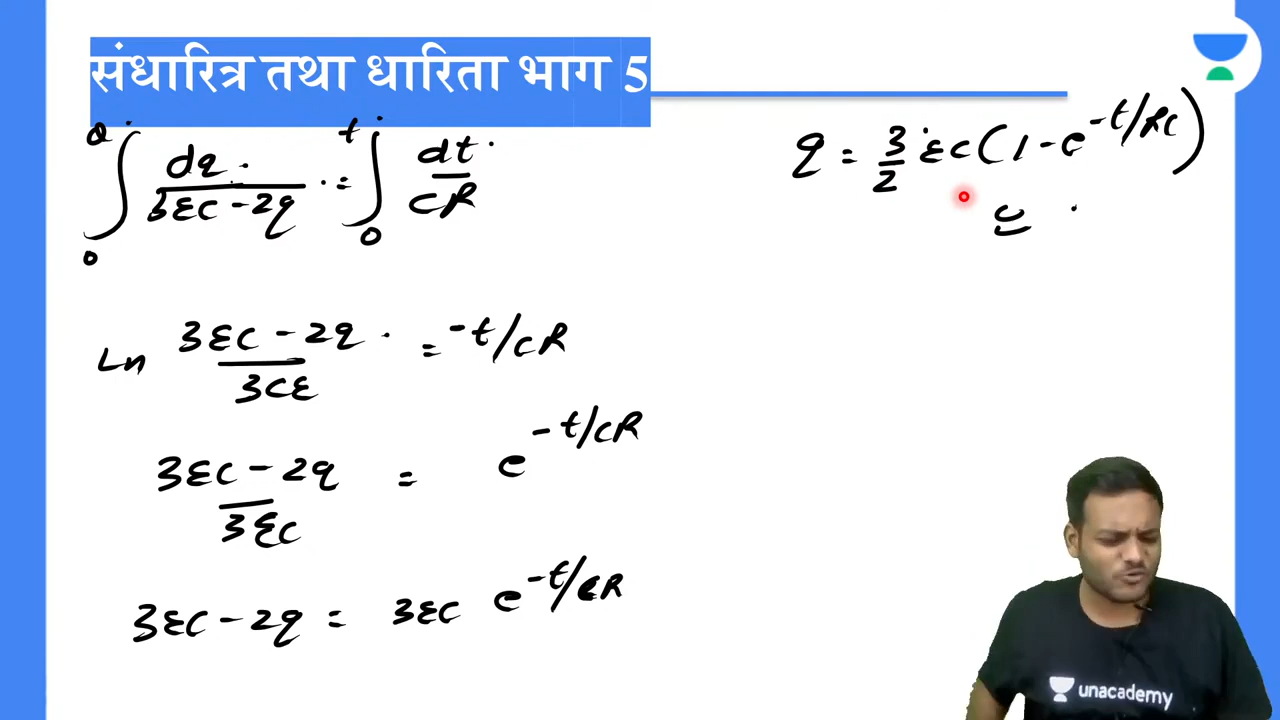 संधारित्र तथा धारिता भाग 5
∫₀^Q dq/(3εc-2q) = ∫₀^t dt/CR
Ln (3εc-2q)/(3cε) = -t/CR
(3εc-2q)/(3εc) = e^(-t/CR)
3εc-2q = 3εc e^(-t/CR)
q = 3/2 εc(1-e^(-t/RC))
unacademy